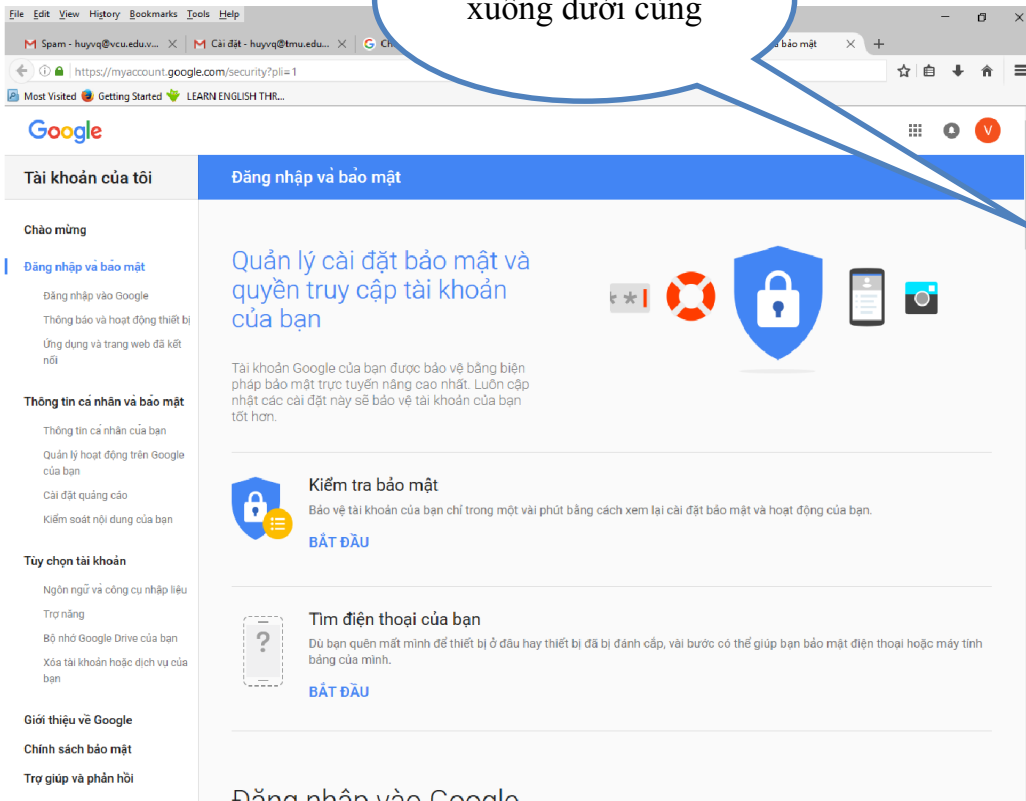 xuống dưới cùng
File Edit View History Bookmarks Tools Help
Spam - huyvq@vcu.edu.v... Cài đặt - huyvq@tmu.edu... Ch bảo mật
https://myaccount.google.com/security?pli=1
Most Visited Getting Started LEARN ENGLISH THR...
Google
V
Tài khoản của tôi
Đăng nhập và bảo mật
Chào mừng
Đăng nhập và bảo mật
Đăng nhập vào Google
Thông báo và hoạt động thiết bị
Ứng dụng và trang web đã kết
nối
Thông tin cá nhân và bảo mật
Thông tin cá nhân của bạn
Quản lý hoạt động trên Google
của bạn
Cài đặt quảng cáo
Kiểm soát nội dung của bạn
Tùy chọn tài khoản
Ngôn ngữ và công cụ nhập liệu
Trợ năng
Bộ nhớ Google Drive của bạn
Xóa tài khoản hoặc dịch vụ của
bạn
Giới thiệu về Google
Chính sách bảo mật
Trợ giúp và phản hồi
Quản lý cài đặt bảo mật và
quyền truy cập tài khoản
của bạn
Tài khoản Google của bạn được bảo vệ bằng biện
pháp bảo mật trực tuyến nâng cao nhất. Luôn cập
nhật các cài đặt này sẽ bảo vệ tài khoản của bạn
tốt hơn.
Kiểm tra bảo mật
Bảo vệ tài khoản của bạn chỉ trong một vài phút bằng cách xem lại cài đặt bảo mật và hoạt động của bạn.
BẮT ĐẦU
Tìm điện thoại của bạn
Dù bạn quên mất mình để thiết bị ở đâu hay thiết bị đã bị đánh cắp, vài bước có thể giúp bạn bảo mật điện thoại hoặc máy tính
bảng của mình.
BẮT ĐẦU
Đăng nhập vào Google